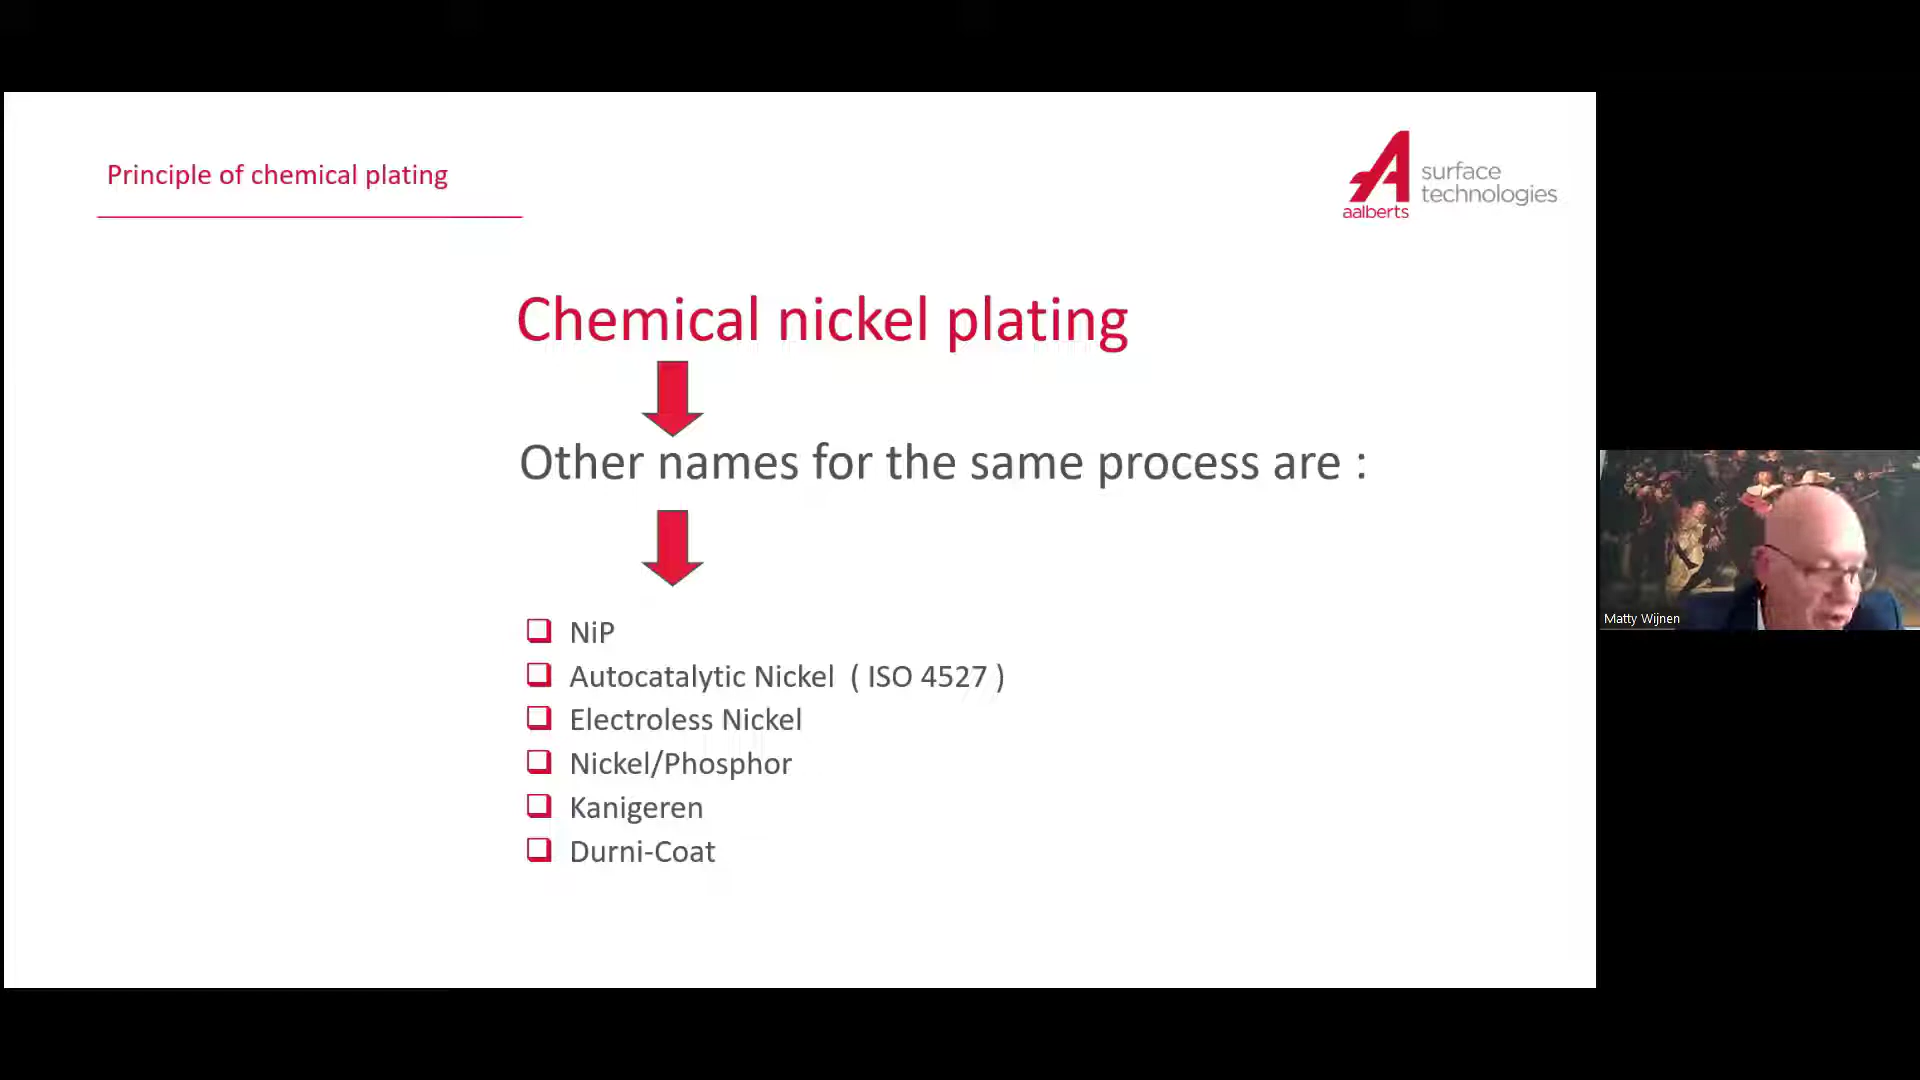 Principle of chemical plating
surface
technologies
aalberts
Chemical nickel plating
Other names for the same process are :
NiP
Autocatalytic Nickel ( ISO 4527 )
Electroless Nickel
Nickel/Phosphor
Kanigeren
Durni-Coat
Matty Wijnen